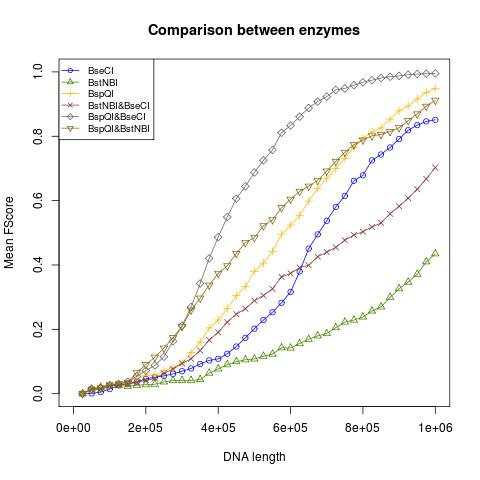 Comparison between enzymes
BseCI
BstNBI
BspQI
BstNBI&BseCI
BspQI&BseCI
BspQI&BstNBI
Mean FScore
1.0
0.8
0.6
0.4
0.2
0.0
0e+00 2e+05 4e+05 6e+05 8e+05 1e+06
DNA length